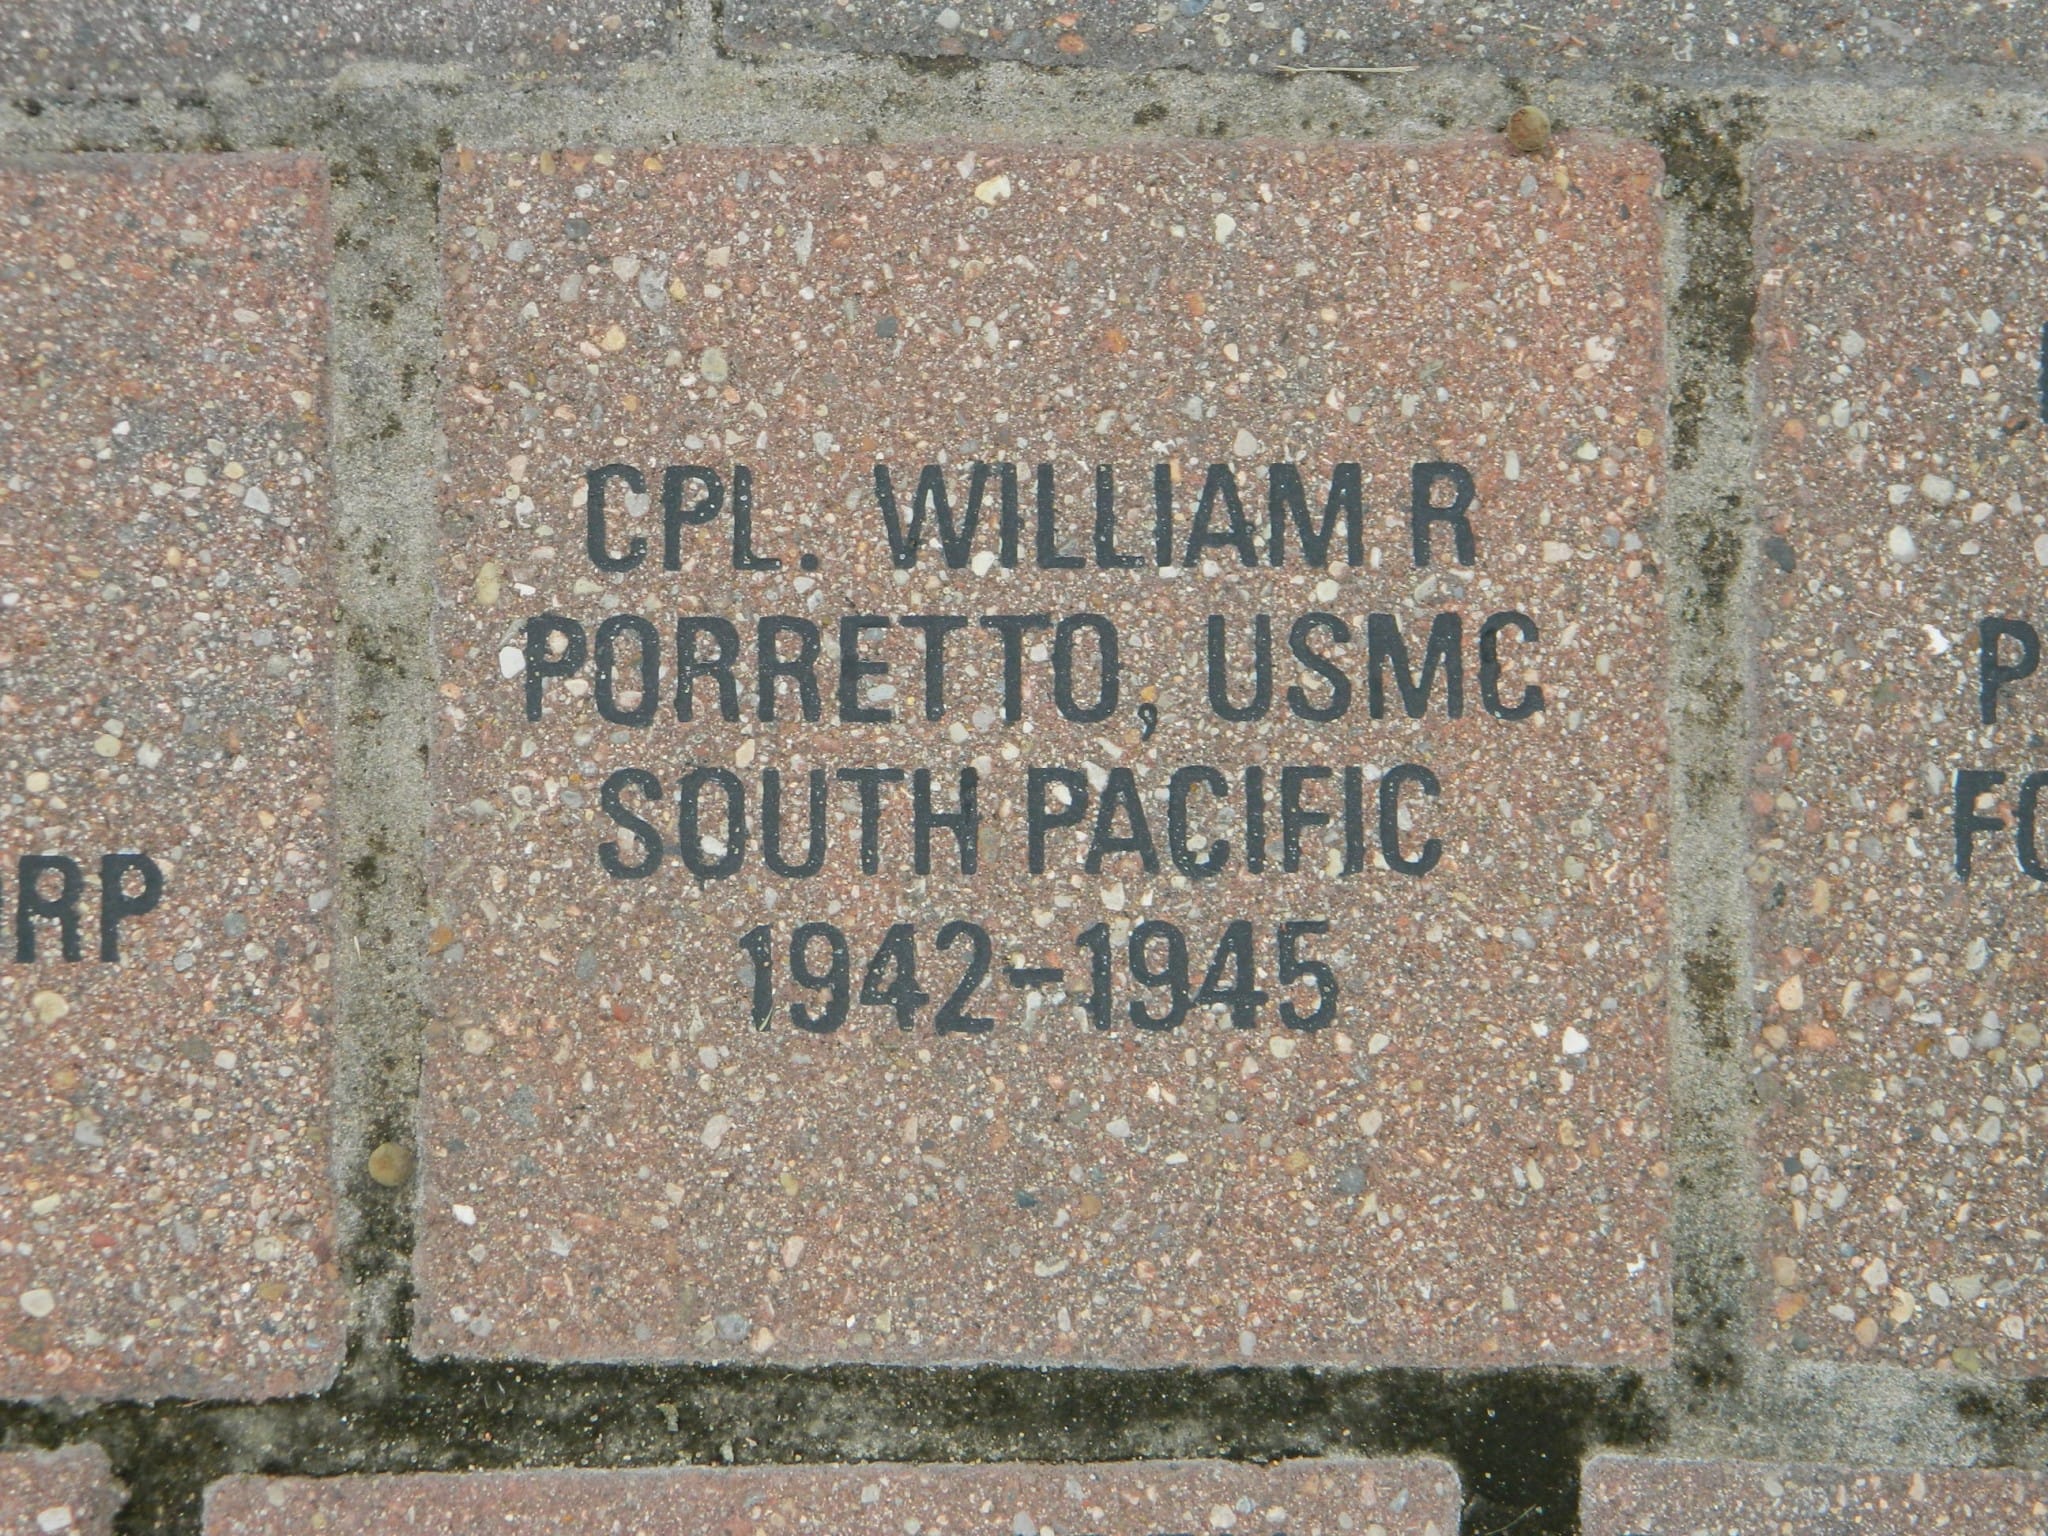 CPL. WILLIAM R
PORRETTO, USMC
SOUTH PACIFIC
1942-1945